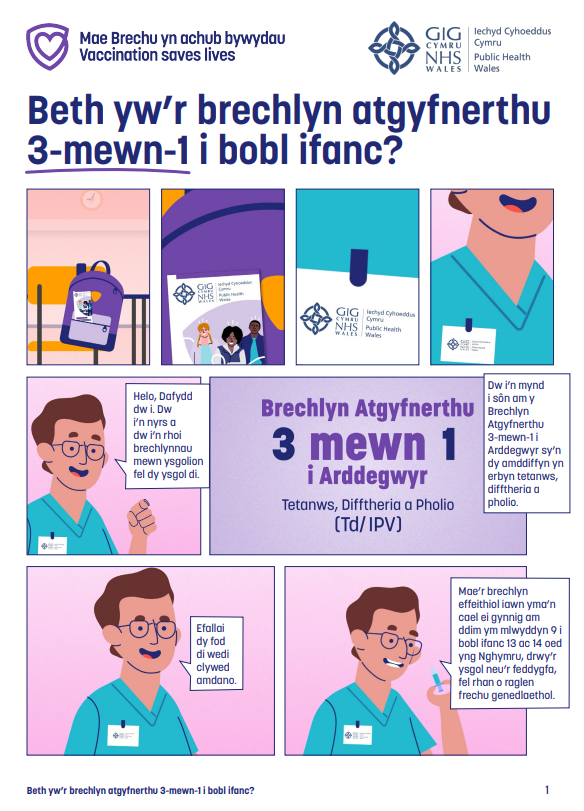 Mae Brechu yn achub bywydau
Vaccination saves lives
GIG
CYMRU
NHS
WALES
Iechyd Cyhoeddus
Cymru
Public Health
Wales
Beth yw'r brechlyn atgyfnerthu
3-mewn-1 i bobl ifanc?
GIG
CYMRU
NHS
WALES
Iechyd Cyhoeddus
Cymru
Public Health
Wales
GIG
CYMRU
NHS
WALES
Iechyd Cyhoeddus
Cymru
Public Health
Wales
Helo, Dafydd
dw i. Dw
i'n nyrs a
dw i'n rhoi
brechlynnau
mewn ysgolion
fel dy ysgol di.
Brechlyn Atgyfnerthu
3 mewn 1
i Arddegwyr
Tetanws, Difftheria a Pholio
(Td/IPV)
Dw i'n mynd
i sôn am y
Brechlyn
Atgyfnerthu
3-mewn-1 i
Arddegwyr sy'n
dy amddiffyn yn
erbyn tetanws,
difftheria a
pholio.
Efallai
dy fod
di wedi
clywed
amdano.
Mae'r brechlyn
effeithiol iawn yma'n
cael ei gynnig am
ddim ym mlwyddyn 9 i
bobl ifanc 13 ac 14 oed
yng Nghymru, drwy'r
ysgol neu'r feddygfa,
fel rhan o raglen
frechu genedlaethol.
Beth yw'r brechlyn atgyfnerthu 3-mewn-1 i bobl ifanc?
1